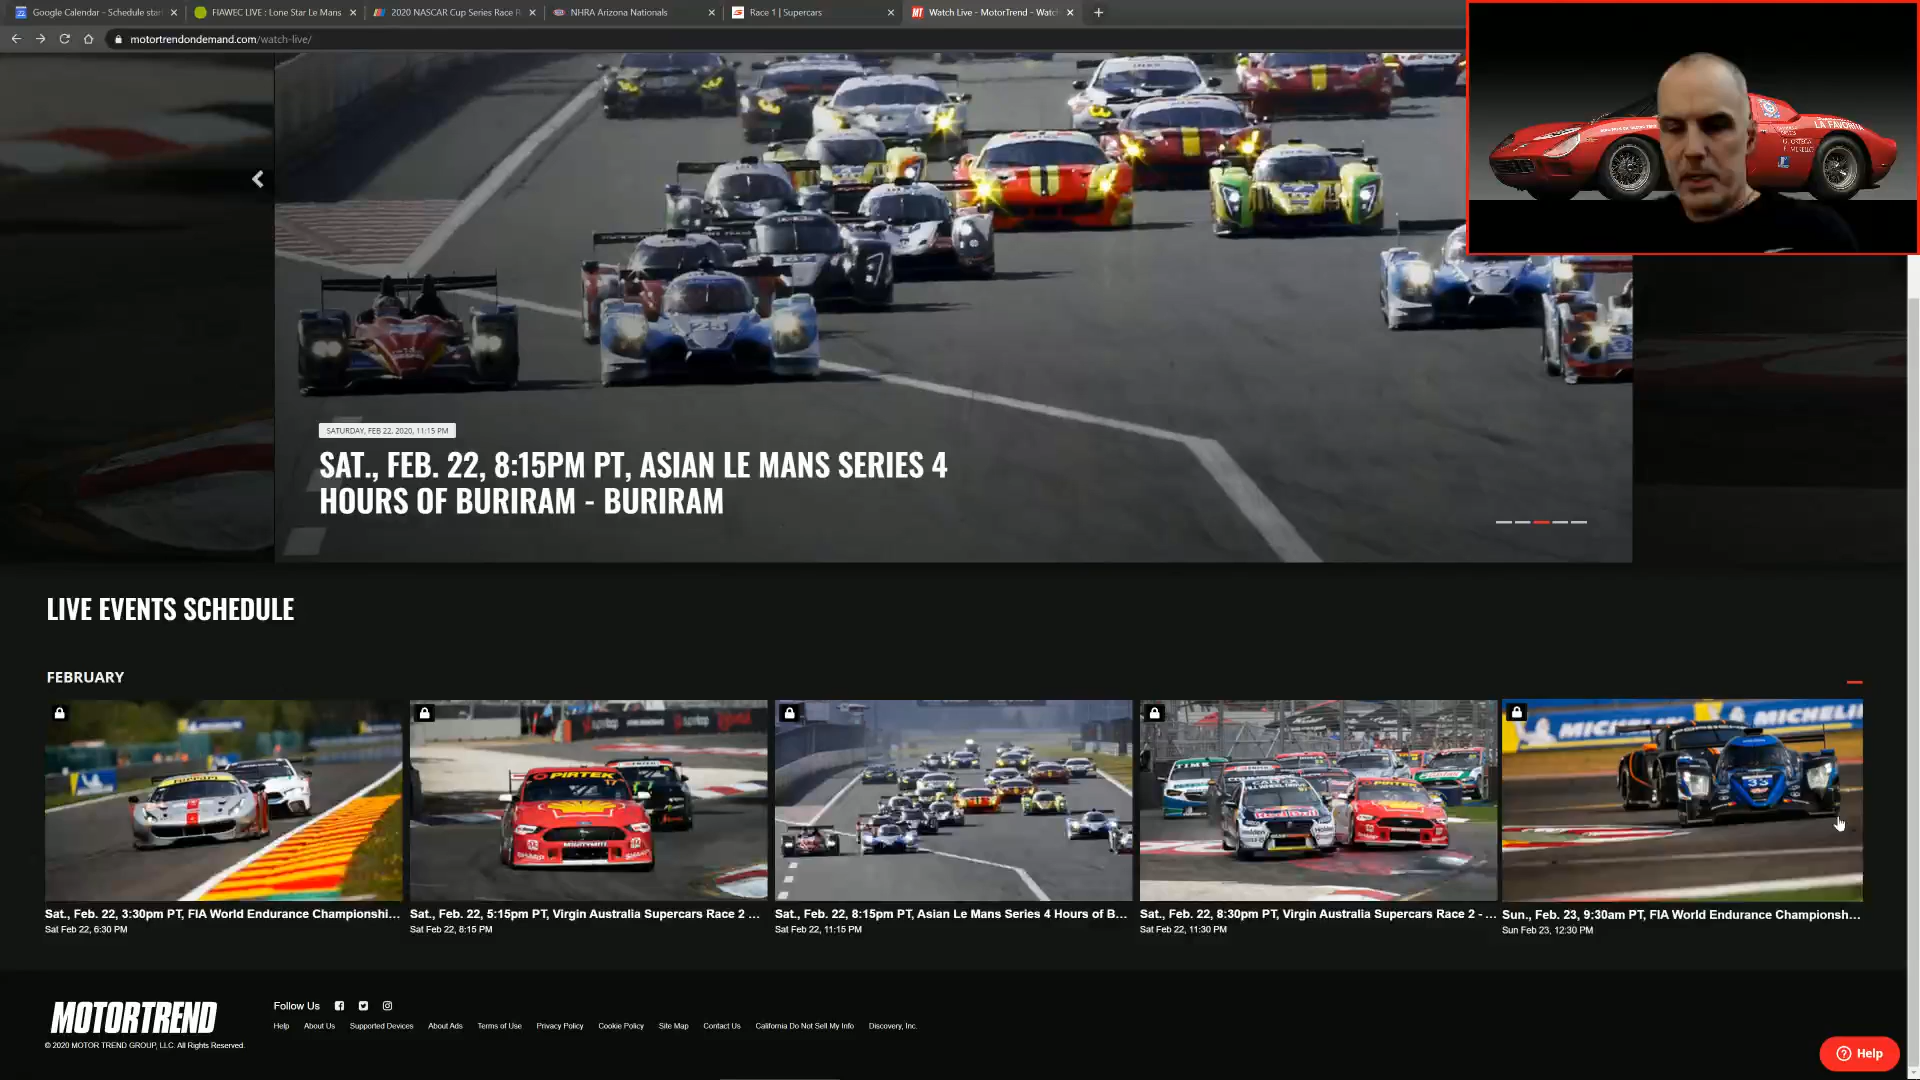 Google Calendar - Schedule star
FIAWEC LIVE : Lone Star Le Mans
2020 NASCAR Cup Series Race R
NHRA Arizona Nationals
Race 1 | Supercars
Watch Live - MotorTrend - Watc
motortrendondemand.com/watch-live/
LA FAVORITA
25
SATURDAY, FEB 22, 2020, 11:15 PM
SAT., FEB. 22, 8:15PM PT, ASIAN LE MANS SERIES 4
HOURS OF BURIRAM - BURIRAM
LIVE EVENTS SCHEDULE
FEBRUARY
PIRTEK
17
MICHELIN
MICHELIN
33
Sat., Feb. 22, 3:30pm PT, FIA World Endurance Championshi...
Sat Feb 22, 6:30 PM
Sat., Feb. 22, 5:15pm PT, Virgin Australia Supercars Race 2 ...
Sat Feb 22, 8:15 PM
Sat., Feb. 22, 8:15pm PT, Asian Le Mans Series 4 Hours of B...
Sat Feb 22, 11:15 PM
Sat., Feb. 22, 8:30pm PT, Virgin Australia Supercars Race 2 - ...
Sat Feb 22, 11:30 PM
Sun., Feb. 23, 9:30am PT, FIA World Endurance Championsh...
Sun Feb 23, 12:30 PM
MOTORTREND
© 2020 MOTOR TREND GROUP, LLC. All Rights Reserved.
Follow Us
Help About Us Supported Devices About Ads Terms of Use Privacy Policy Cookie Policy Site Map Contact Us California Do Not Sell My Info Discovery, Inc.
Help